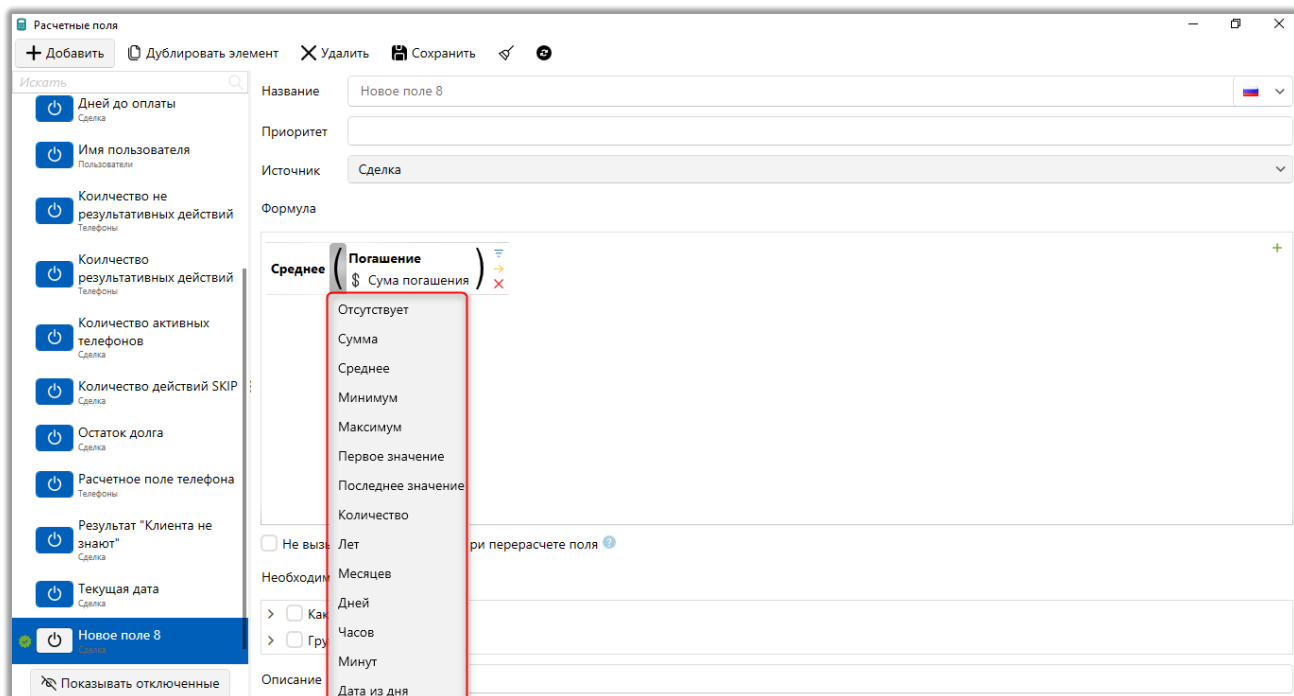 Расчетные поля
Добавить
Дублировать элемент
Удалить
Сохранить
Искать
Дней до оплаты
Сделка
Имя пользователя
Пользователи
Коилчество не
результативных действий
Телефоны
Коилчество
результативных действий
Телефоны
Количество активных
телефонов
Сделка
Количество действий SKIP
Сделка
Остаток долга
Сделка
Расчетное поле телефона
Телефоны
Результат "Клиента не
знают"
Сделка
Текущая дата
Сделка
Новое поле 8
Сделка
Показывать отключенные
Название
Новое поле 8
Приоритет
Источник
Сделка
Формула
Среднее
(
Погашение
$ Сума погашения
)
Отсутствует
Сумма
Среднее
Минимум
Максимум
Первое значение
Последнее значение
Количество
Лет
Месяцев
Дней
Часов
Минут
Дата из дня
Не вызы
ри перерасчете поля ?
Необходим
Как
Гру
Описание